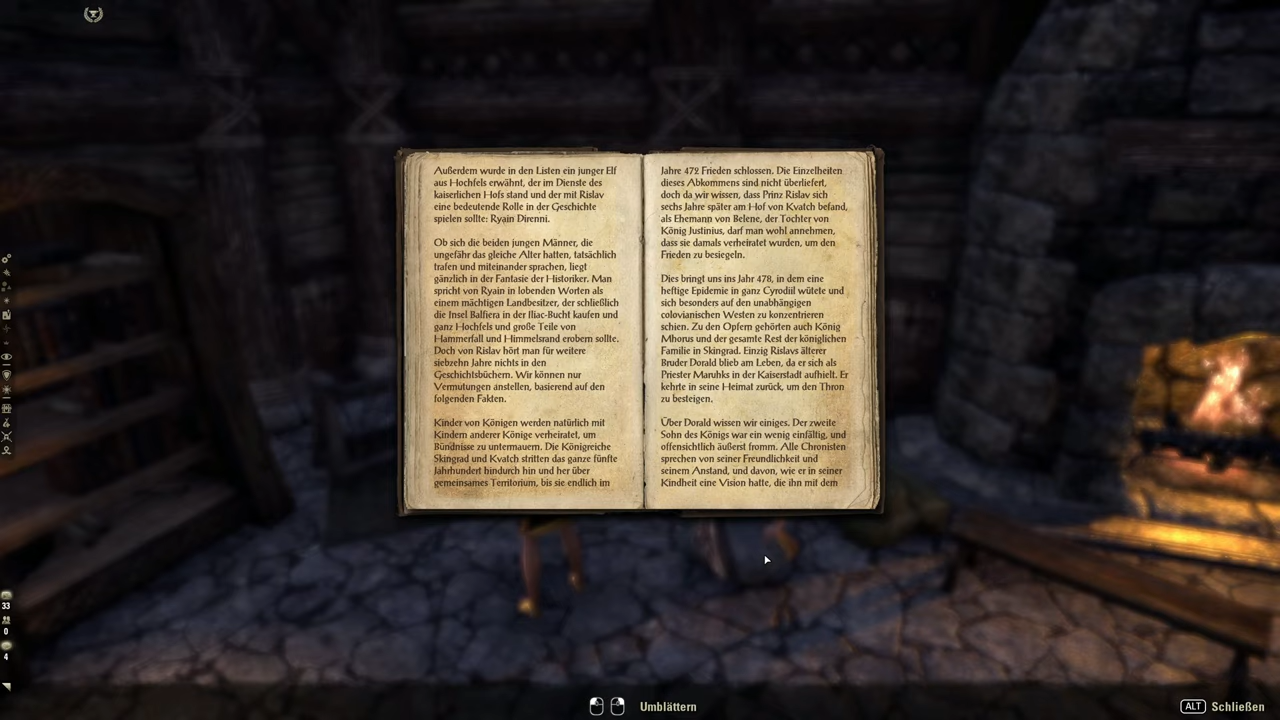 Außerdem wurde in den Listen ein junger Elf
aus Hochfels erwähnt, der im Dienste des
kaiserlichen Hofs stand und der mit Rislav
eine bedeutende Rolle in der Geschichte
spielen sollte: Ryain Direnni.
Ob sich die beiden jungen Männer, die
ungefähr das gleiche Alter hatten, tatsächlich
trafen und miteinander sprachen, liegt
gänzlich in der Fantasie der Historiker. Man
spricht von Ryain in lobenden Worten als
einem mächtigen Landbesitzer, der schließlich
die Insel Balfiera in der Iliac-Bucht kaufen und
ganz Hochfels und große Teile von
Hammerfall und Himmelsrand erobern sollte.
Doch von Rislav hört man für weitere
siebzehn Jahre nichts in den
Geschichtsbüchern. Wir können nur
Vermutungen anstellen, basierend auf den
folgenden Fakten.
Kinder von Königen werden natürlich mit
Kindern anderer Könige verheiratet, um
Bündnisse zu untermauern. Die Königreiche
Skingrad und Kvatch stritten das ganze fünfte
Jahrhundert hindurch hin und her über
gemeinsames Territorium, bis sie endlich im
Jahre 472 Frieden schlossen. Die Einzelheiten
dieses Abkommens sind nicht überliefert,
doch da wir wissen, dass Prinz Rislav sich
sechs Jahre später am Hof von Kvatch befand,
als Ehemann von Belene, der Tochter von
König Justinius, darf man wohl annehmen,
dass sie damals verheiratet wurden, um den
Frieden zu besiegeln.
Dies bringt uns ins Jahr 478, in dem eine
heftige Epidemie in ganz Cyrodiil wütete und
sich besonders auf den unabhängigen
colovianischen Westen zu konzentrieren
schien. Zu den Opfern gehörten auch König
Mhorus und der gesamte Rest der königlichen
Familie in Skingrad. Einzig Rislavs älterer
Bruder Dorald blieb am Leben, da er sich als
Priester Maruhks in der Kaiserstadt aufhielt. Er
kehrte in seine Heimat zurück, um den Thron
zu besteigen.
Über Dorald wissen wir einiges. Der zweite
Sohn des Königs war ein wenig einfältig, und
offensichtlich äußerst fromm. Alle Chronisten
sprechen von seiner Freundlichkeit und
seinem Anstand, und davon, wie er in seiner
Kindheit eine Vision hatte, die ihn mit dem
33
0
4
Umblättern
ALT Schließen